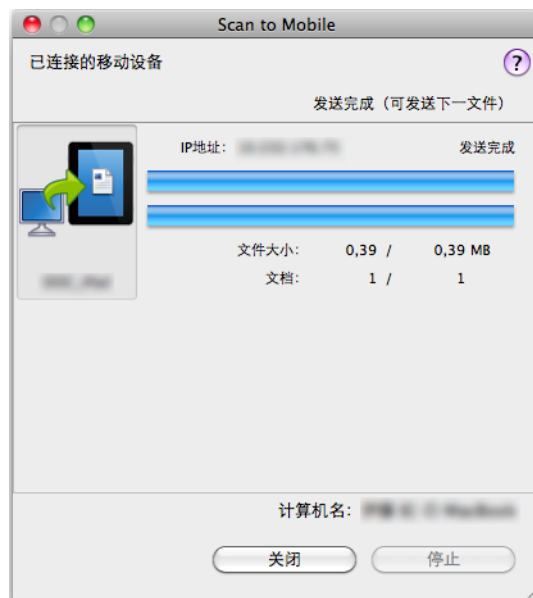 Scan to Mobile
已连接的移动设备
?
发送完成（可发送下一文件）
IP地址： 发送完成
文件大小： 0,39 / 0,39 MB
文档： 1 / 1
计算机名：
关闭 停止